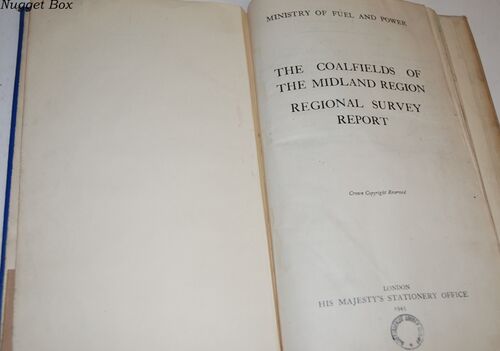 Nugget Box
MINISTRY OF FUEL AND POWER
THE COALFIELDS OF
THE MIDLAND REGION
REGIONAL SURVEY
REPORT
Crown Copyright Reserved
LONDON
HIS MAJESTY'S STATIONERY OFFICE
1945